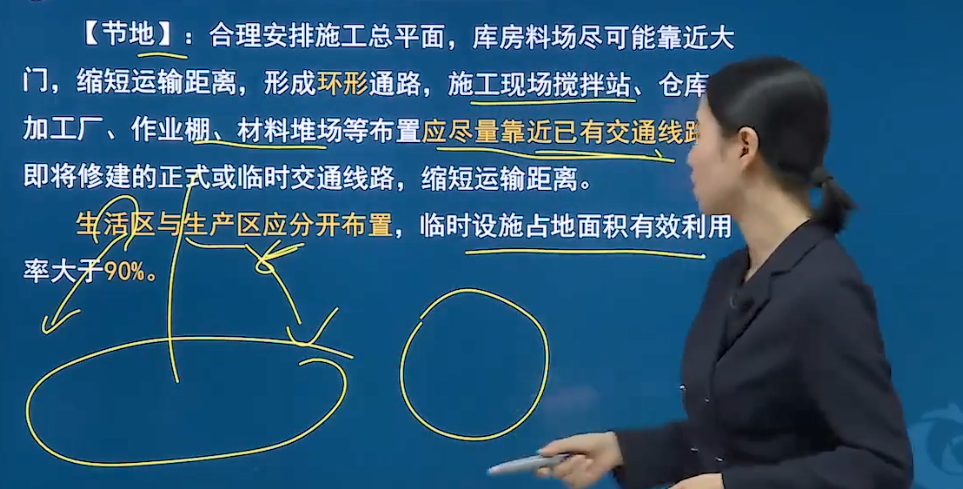 【节地】：合理安排施工总平面，库房料场尽可能靠近大
门，缩短运输距离，形成环形通路，施工现场搅拌站、仓库
加工厂、作业棚、材料堆场等布置应尽量靠近已有交通线路
即将修建的正式或临时交通线路，缩短运输距离。
生活区与生产区应分开布置，临时设施占地面积有效利用
率大于90%。